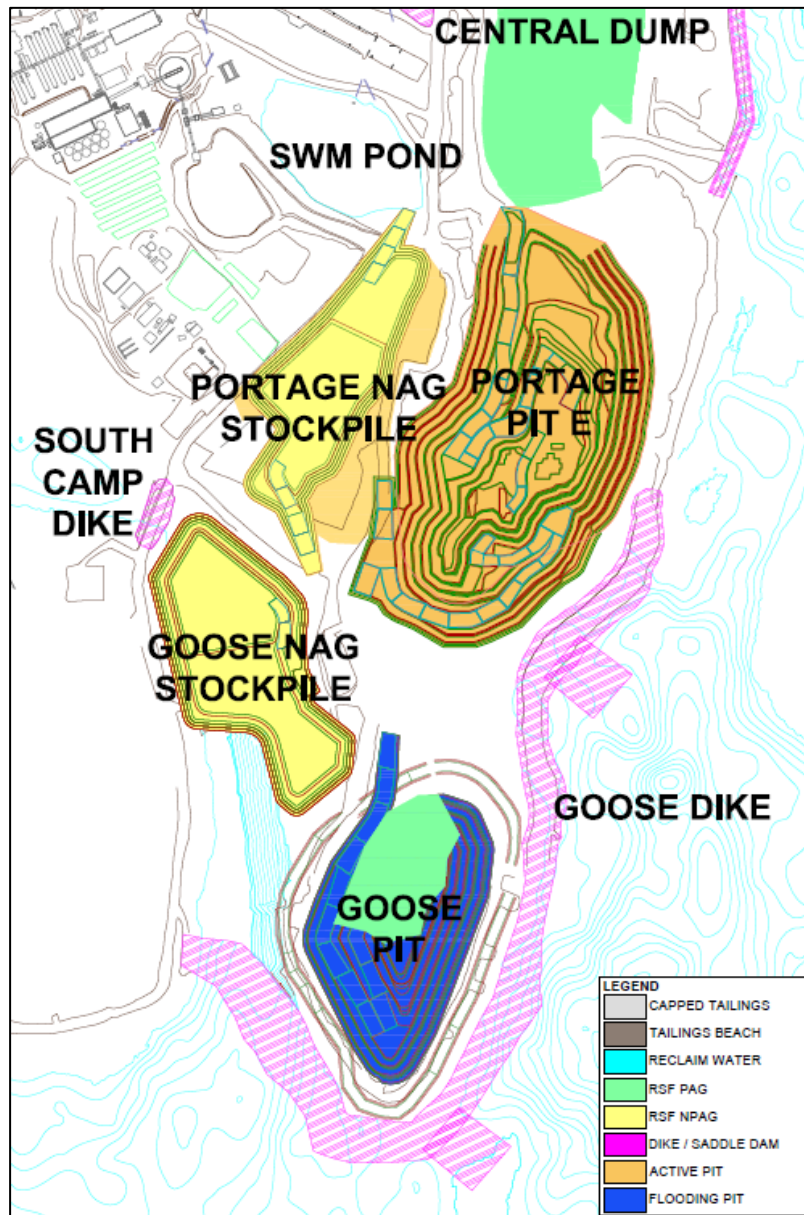 CENTRAL DUMP
SWM POND
PORTAGE NAG
STOCKPILE
PORTAGE
PIT E
SOUTH
CAMP
DIKE
GOOSE NAG
STOCKPILE
GOOSE DIKE
GOOSE
PIT
LEGEND
CAPPED TAILINGS
TAILINGS BEACH
RECLAIM WATER
RSF PAG
RSF NPAG
DIKE / SADDLE DAM
ACTIVE PIT
FLOODING PIT